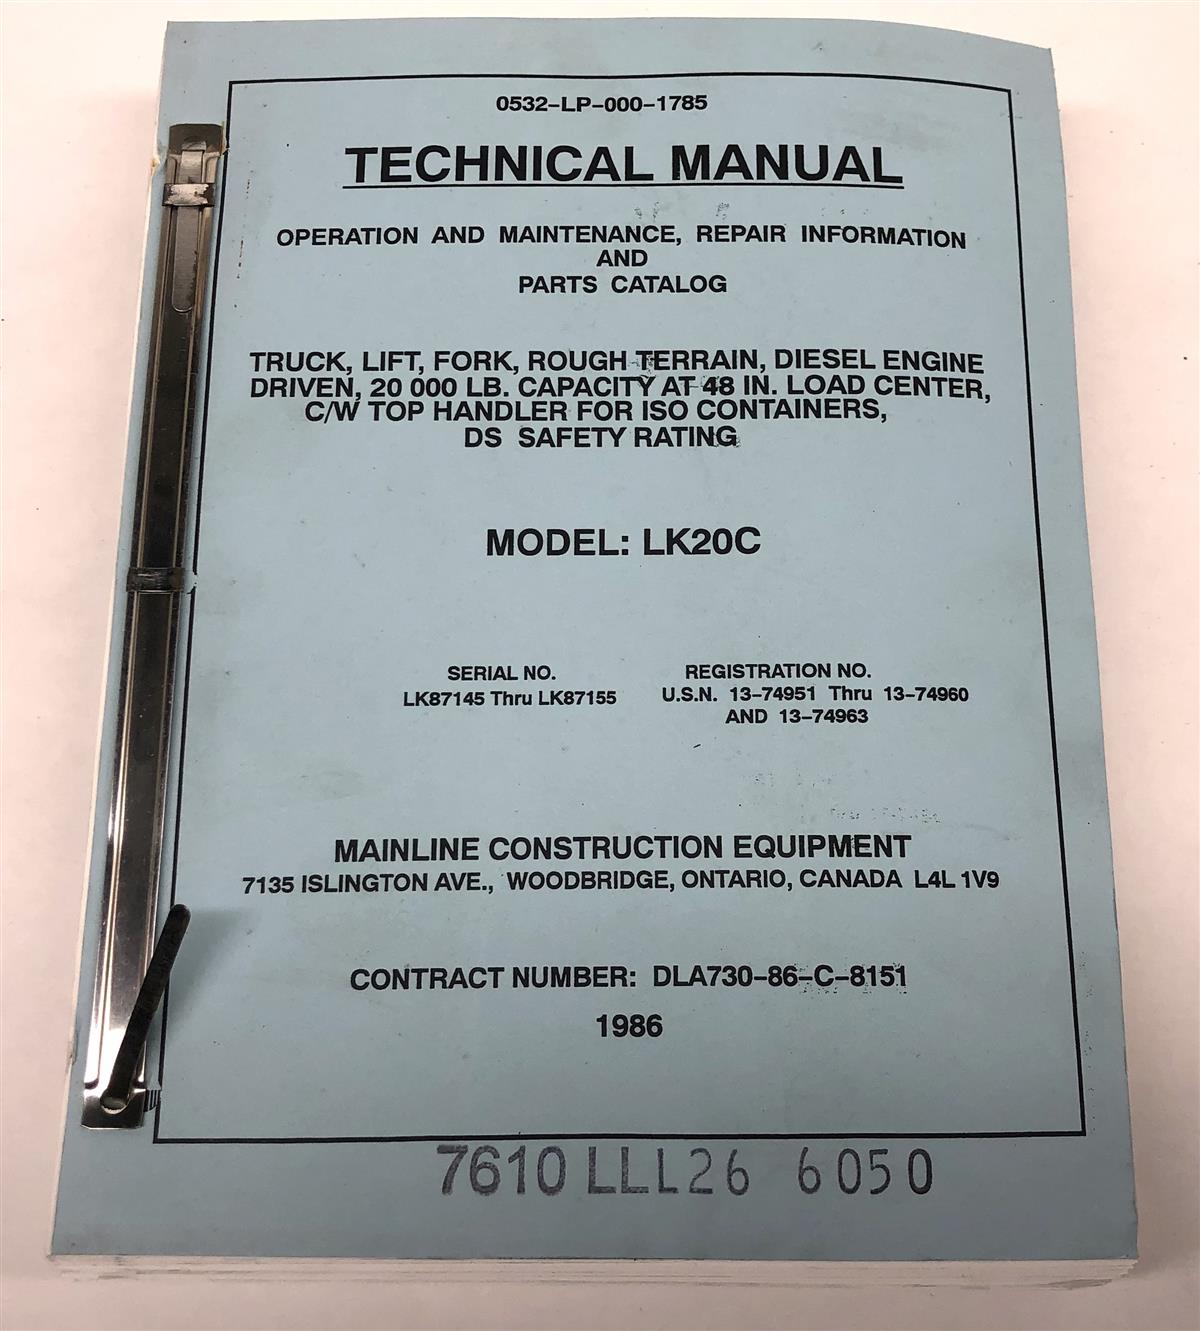 0532-LP-000-1785
TECHNICAL MANUAL
OPERATION AND MAINTENANCE, REPAIR INFORMATION
AND
PARTS CATALOG
TRUCK, LIFT, FORK, ROUGH TERRAIN, DIESEL ENGINE
DRIVEN, 20 000 LB. CAPACITY AT 48 IN. LOAD CENTER,
C/W TOP HANDLER FOR ISO CONTAINERS,
DS SAFETY RATING
MODEL: LK20C
SERIAL NO.
LK87145 Thru LK87155
REGISTRATION NO.
U.S.N. 13-74951 Thru 13-74960
AND 13-74963
MAINLINE CONSTRUCTION EQUIPMENT
7135 ISLINGTON AVE., WOODBRIDGE, ONTARIO, CANADA L4L 1V9
CONTRACT NUMBER: DLA730-86-C-8151
1986
7610 LLL26 6050